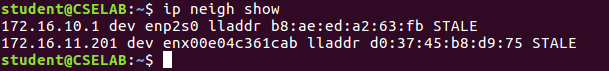 student@CSELAB:~$ ip neigh show
172.16.10.1 dev enp2s0 lladdr b8:ae:ed:a2:63:fb STALE
172.16.11.201 dev enx00e04c361cab lladdr d0:37:45:b8:d9:75 STALE
student@CSELAB:~$